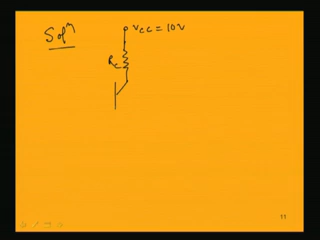 Solⁿ
VCC = 10V
RC
11